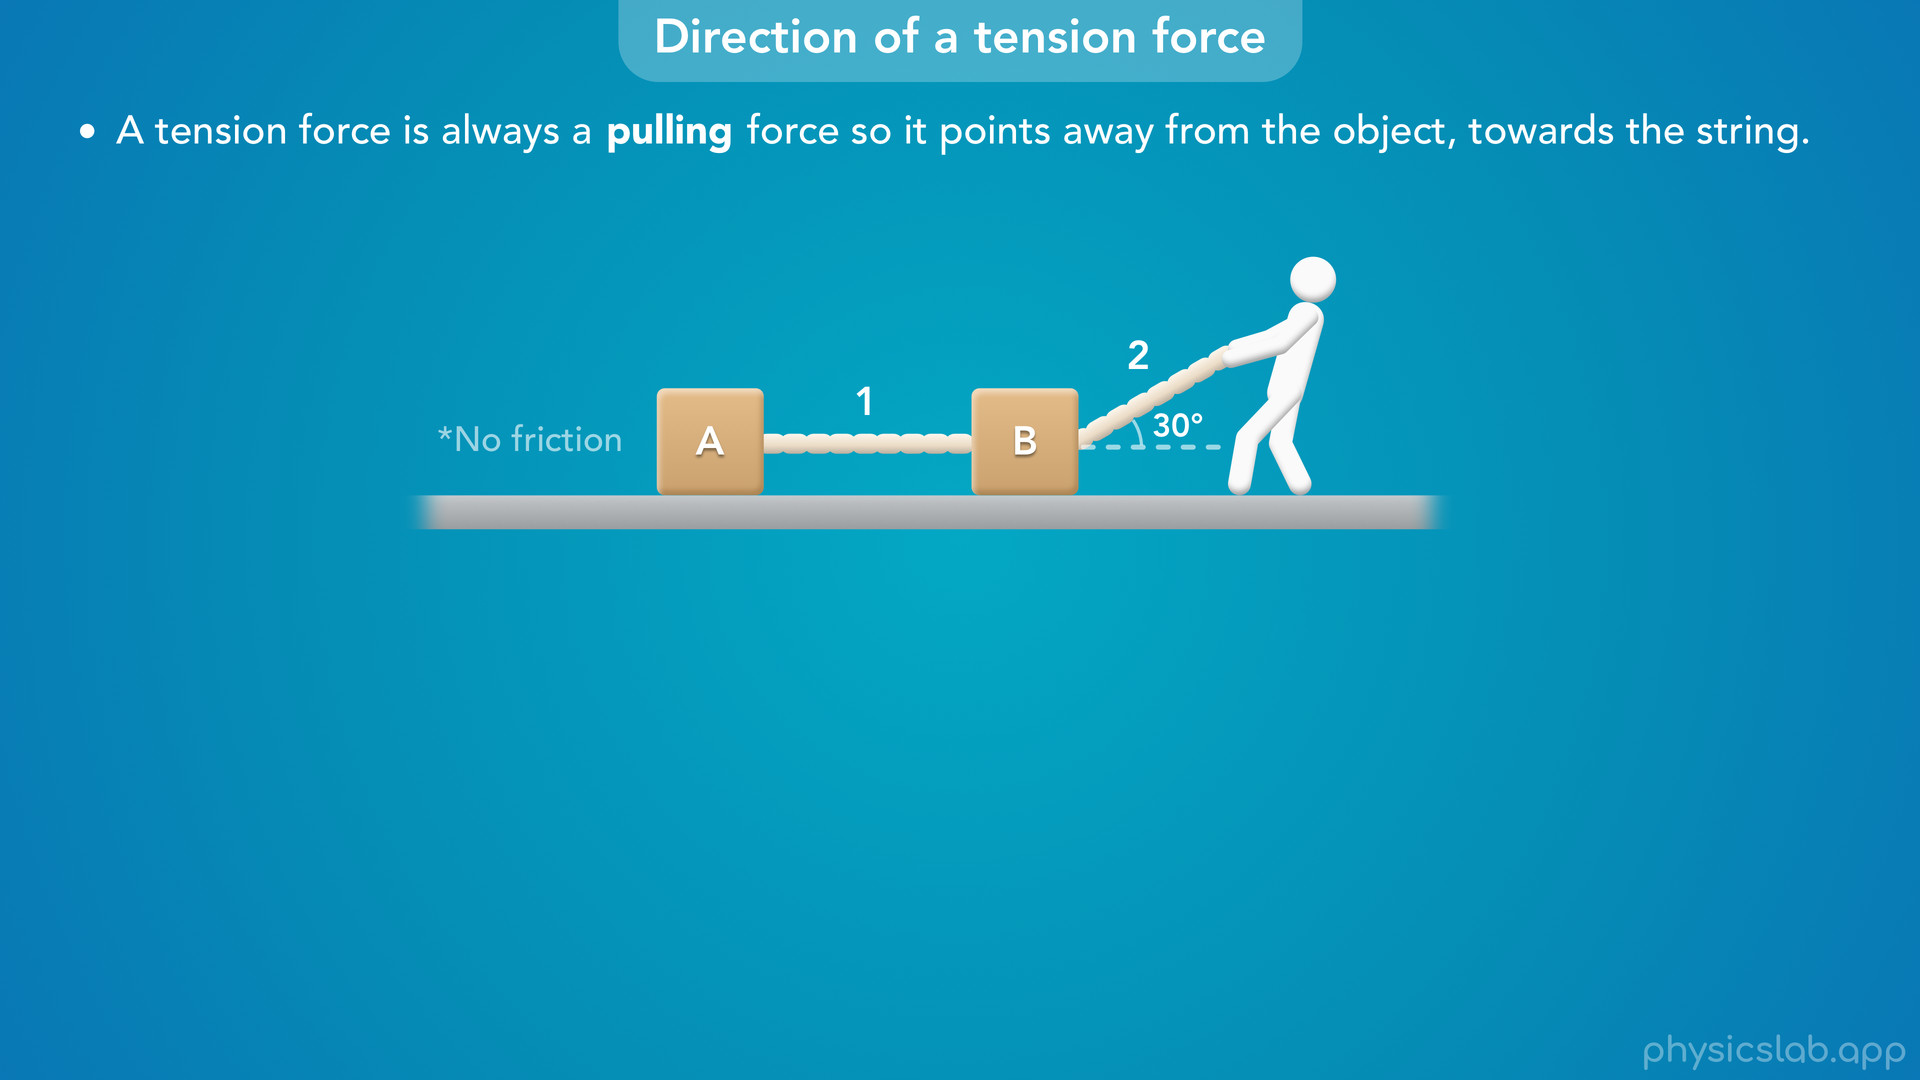 Direction of a tension force
• A tension force is always a pulling force so it points away from the object, towards the string.
2
1
30°
*No friction
A
B
physicslab.app